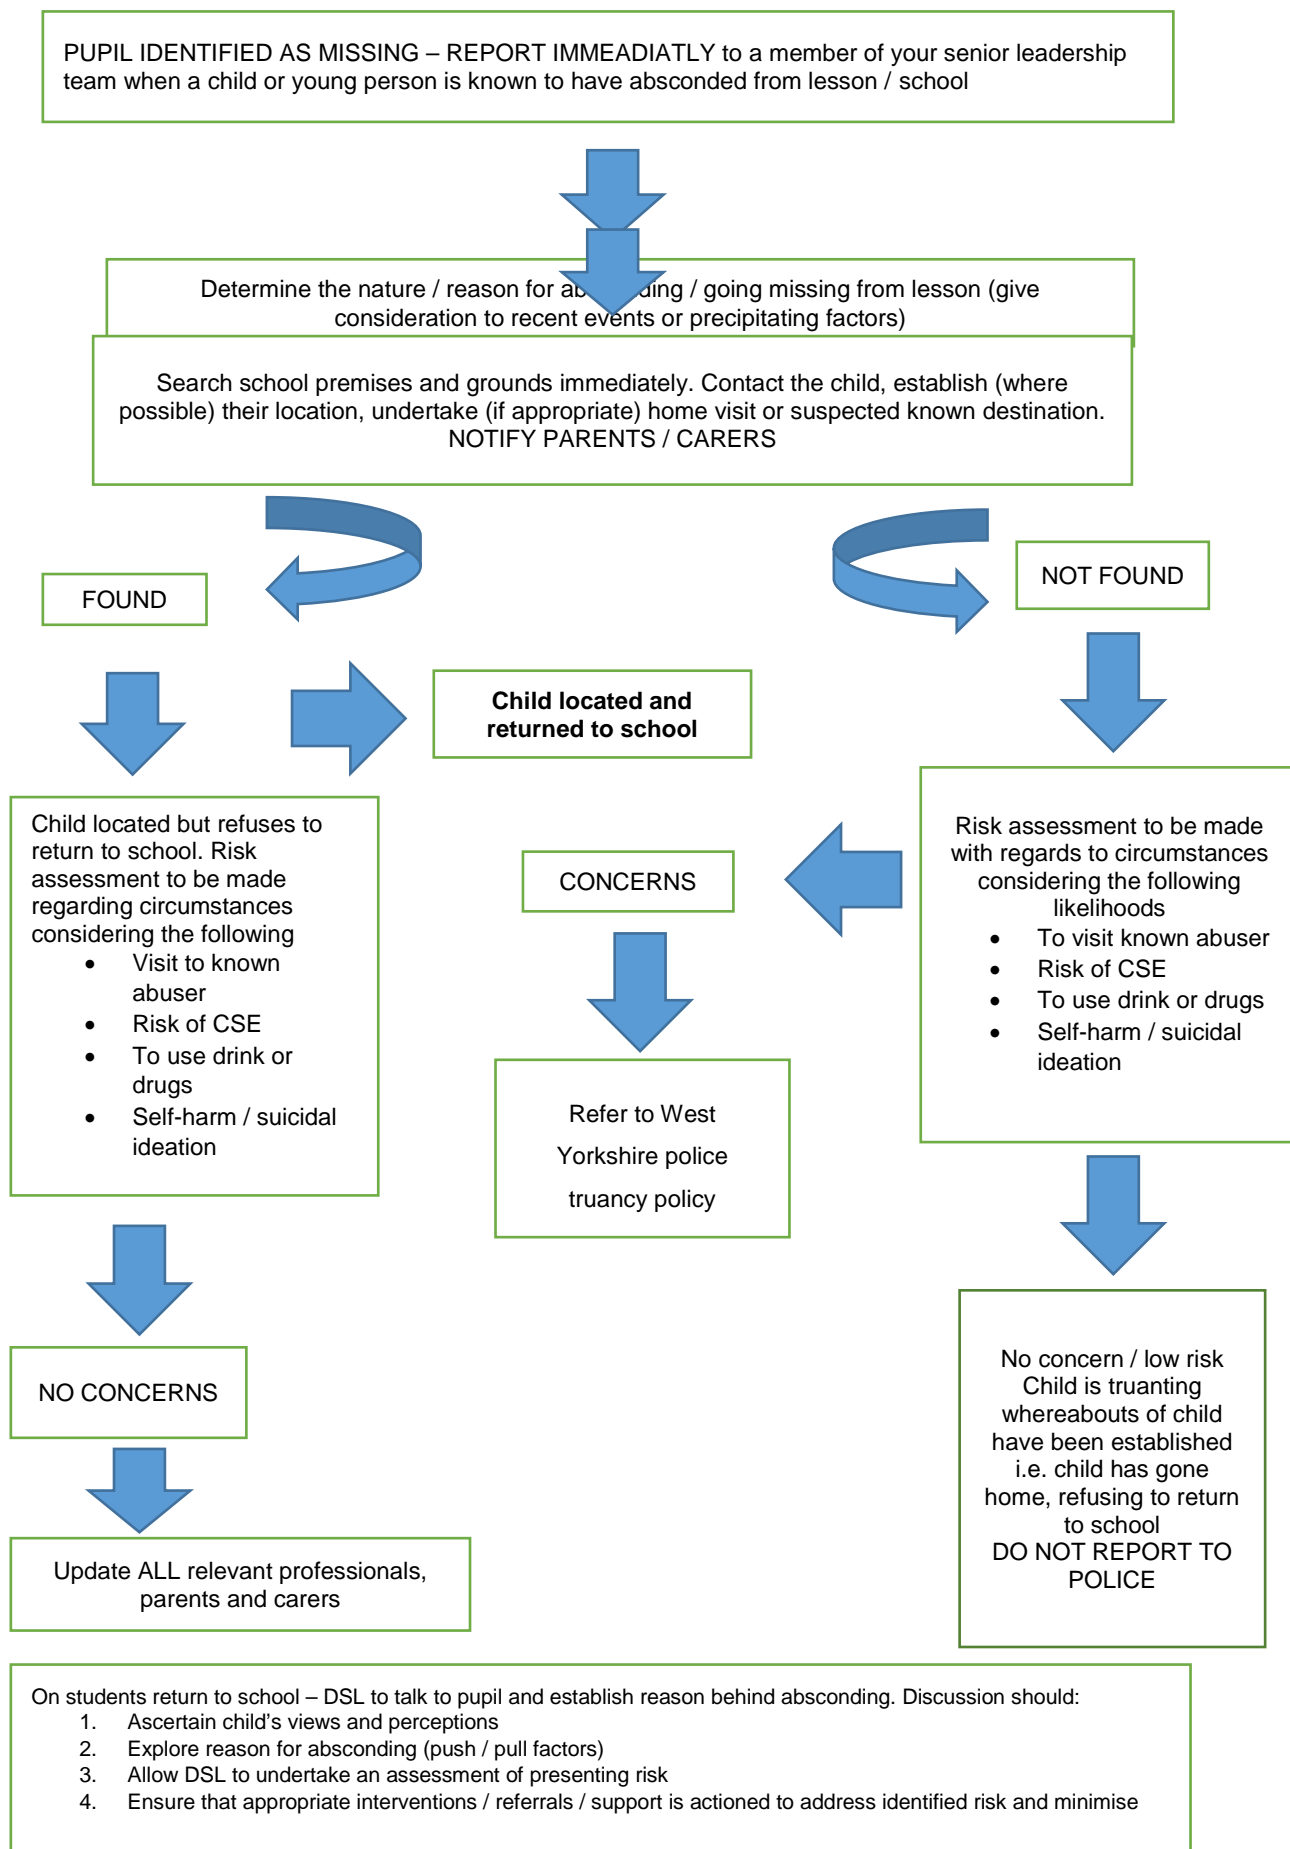 PUPIL IDENTIFIED AS MISSING – REPORT IMMEADIATLY to a member of your senior leadership
team when a child or young person is known to have absconded from lesson / school
Determine the nature / reason for ab ding / going missing from lesson (give
consideration to recent events or precipitating factors)
Search school premises and grounds immediately. Contact the child, establish (where
possible) their location, undertake (if appropriate) home visit or suspected known destination.
NOTIFY PARENTS / CARERS
FOUND
NOT FOUND
Child located and
returned to school
Child located but refuses to
return to school. Risk
assessment to be made
regarding circumstances
considering the following
• Visit to known
abuser
• Risk of CSE
• To use drink or
drugs
• Self-harm / suicidal
ideation
CONCERNS
Risk assessment to be made
with regards to circumstances
considering the following
likelihoods
• To visit known abuser
• Risk of CSE
• To use drink or drugs
• Self-harm / suicidal
ideation
Refer to West
Yorkshire police
truancy policy
NO CONCERNS
No concern / low risk
Child is truanting
whereabouts of child
have been established
i.e. child has gone
home, refusing to return
to school
DO NOT REPORT TO
POLICE
Update ALL relevant professionals,
parents and carers
On students return to school – DSL to talk to pupil and establish reason behind absconding. Discussion should:
1. Ascertain child's views and perceptions
2. Explore reason for absconding (push / pull factors)
3. Allow DSL to undertake an assessment of presenting risk
4. Ensure that appropriate interventions / referrals / support is actioned to address identified risk and minimise